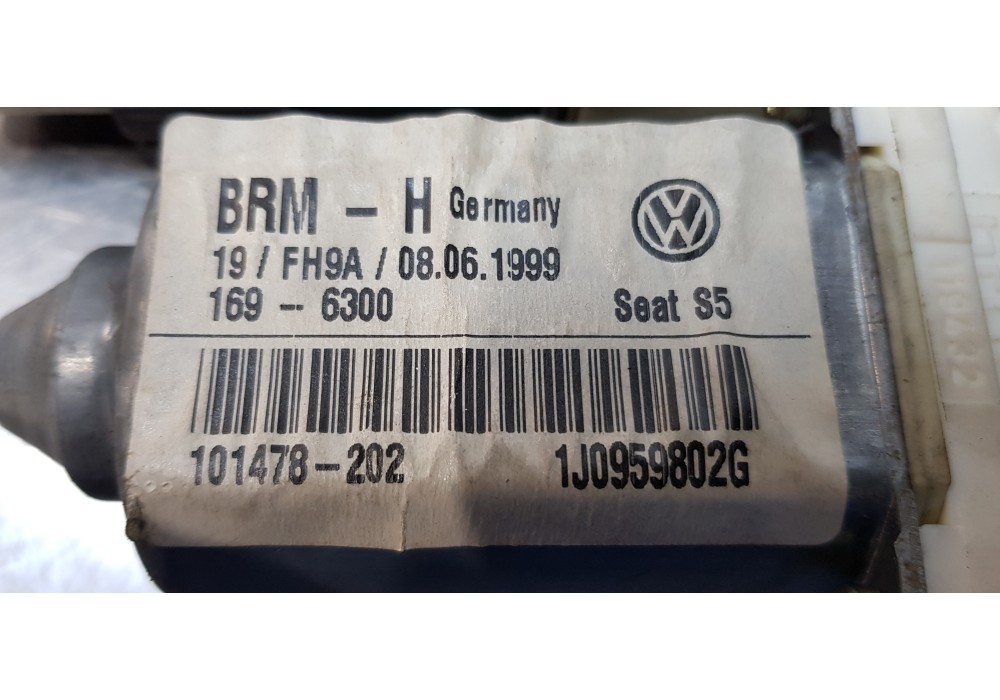 BRM - H Germany
19 / FH9A / 08.06.1999
169 - 6300 Seat S5
101478-202 1J0959802G